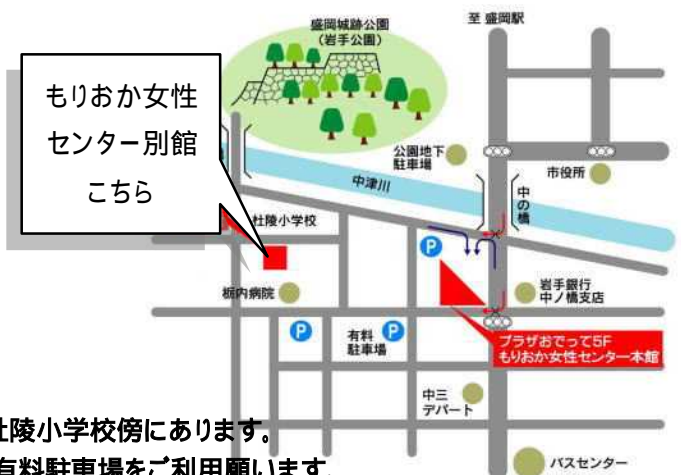 盛岡城跡公園
(岩手公園)
至 盛岡駅
もりおか女性
センター別館
こちら
公園地下
駐車場
市役所
中津川
中の橋
杜陵小学校
P
栃内病院
岩手銀行
中ノ橋支店
P
有料
駐車場
P
プラザおでって5F
もりおか女性センター本館
中三
デパート
杜陵小学校傍にあります。
有料駐車場をご利用願います
バスセンター